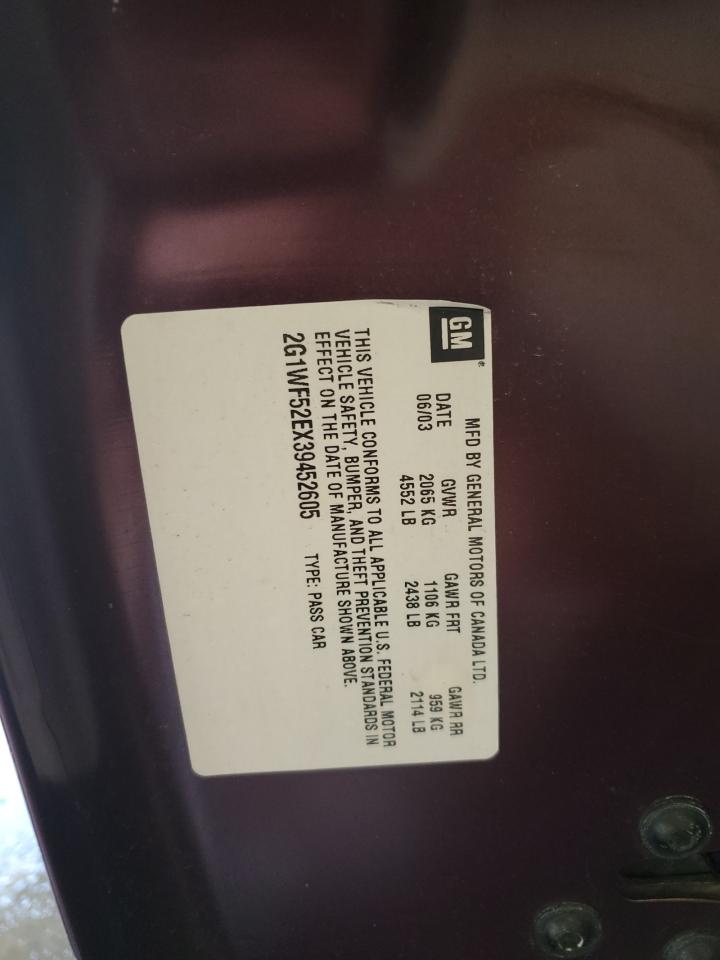 GM ®
MFD BY GENERAL MOTORS OF CANADA LTD.
DATE GVWR GAWR FRT GAWR RR
06/03 2065 KG 1106 KG 959 KG
4552 LB 2438 LB 2114 LB
THIS VEHICLE CONFORMS TO ALL APPLICABLE U.S. FEDERAL MOTOR
VEHICLE SAFETY, BUMPER, AND THEFT PREVENTION STANDARDS IN
EFFECT ON THE DATE OF MANUFACTURE SHOWN ABOVE.
2G1WF52EX39452605 TYPE: PASS CAR